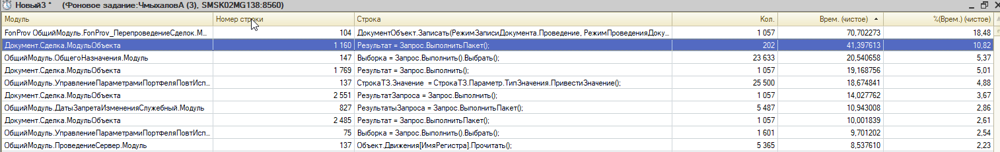 Новый3 * (Фоновое задание:ЧмыхаловА (3), SMSK02MG138:8560)
Модуль Номер строки Строка Кол. Врем. (чистое) %(Врем.) (чистое)
FonProv ОбщийМодуль.FonProv_ПерепроведениеСделок.М... 104 ДокументОбъект.Записать(РежимЗаписиДокумента.Проведение, РежимПроведенияДоку... 1 057 70,702273 18,48
Документ.Сделка.МодульОбъекта 1 160 Результат = Запрос.ВыполнитьПакет(); 202 41,397613 10,82
ОбщийМодуль.ОбщегоНазначения.Модуль 147 Выборка = Запрос.Выполнить().Выбрать(); 23 633 20,540658 5,37
Документ.Сделка.МодульОбъекта 1 769 Результат = Запрос.Выполнить(); 1 057 19,168756 5,01
ОбщийМодуль.УправлениеПараметрамиПортфеляПовтИсп... 137 СтрокаТЗ.Значение = СтрокаТЗ.Параметр.ТипЗначения.ПривестиЗначение(); 25 500 18,674841 4,88
Документ.Сделка.МодульОбъекта 2 551 РезультатЗапроса = Запрос.Выполнить(); 1 057 14,027762 3,67
ОбщийМодуль.ДатыЗапретаИзмененияСлужебный.Модуль 827 РезультатыЗапроса = Запрос.ВыполнитьПакет(); 5 487 10,943008 2,86
Документ.Сделка.МодульОбъекта 2 485 Результат = Запрос.ВыполнитьПакет(); 1 057 10,001839 2,61
ОбщийМодуль.УправлениеПараметрамиПортфеляПовтИсп... 75 Выборка = Запрос.Выполнить().Выбрать(); 1 601 9,701202 2,54
ОбщийМодуль.ПроведениеСервер.Модуль 137 Объект.Движения[ИмяРегистра].Прочитать(); 5 365 8,537610 2,23